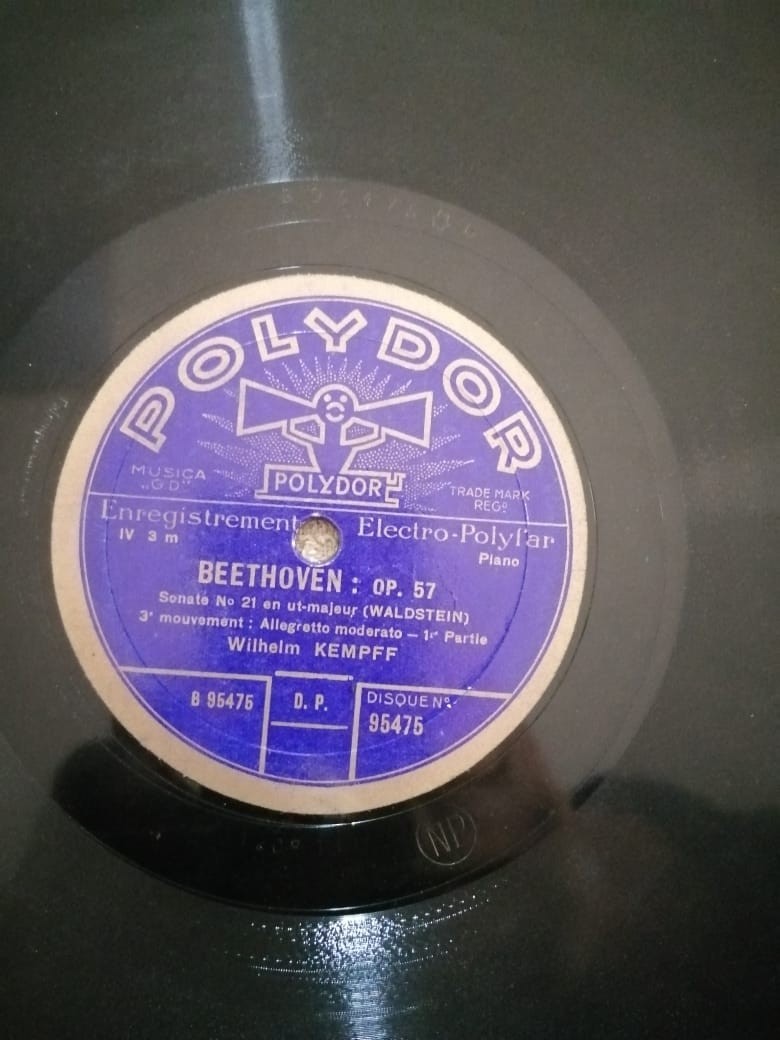 POLYDOR
MUSICA
„G.D"
POLYDOR
TRADE MARK
REGD
Enregistrement Electro-Polyfar
IV 3 m
Piano
BEETHOVEN : OP. 57
Sonate No 21 en ut-majeur (WALDSTEIN)
3e mouvement : Allegretto moderato — 1re Partie
Wilhelm KEMPFF
B 95475
D. P.
DISQUE No
95475
NP